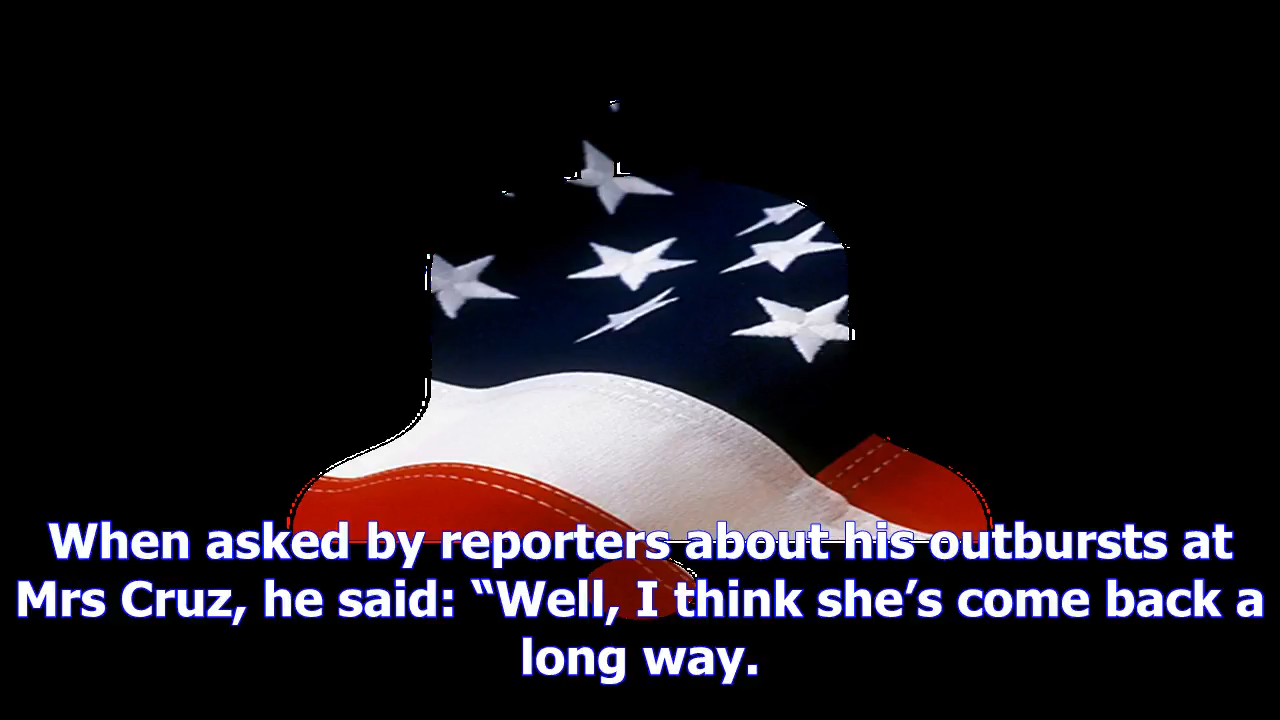 When asked by reporters about his outbursts at
Mrs Cruz, he said: “Well, I think she’s come back a
long way.